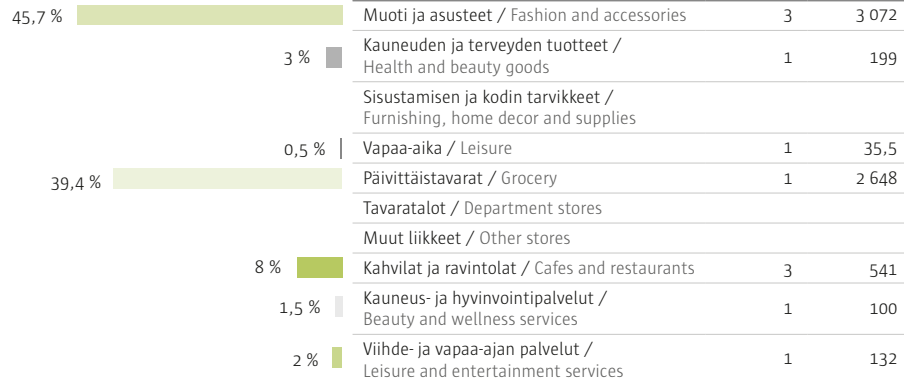 45,7 % Muoti ja asusteet / Fashion and accessories 3 3 072
Kauneuden ja terveyden tuotteet /
3 % Health and beauty goods 1 199
Sisustamisen ja kodin tarvikkeet /
Furnishing, home decor and supplies
0,5 % Vapaa-aika / Leisure 1 35,5
39,4 % Päivittäistavarat / Grocery 1 2 648
Tavaratalot / Department stores
Muut liikkeet / Other stores
8 % Kahvilat ja ravintolat / Cafes and restaurants 3 541
Kauneus- ja hyvinvointipalvelut /
1,5 % Beauty and wellness services 1 100
Viihde- ja vapaa-ajan palvelut /
2 % Leisure and entertainment services 1 132